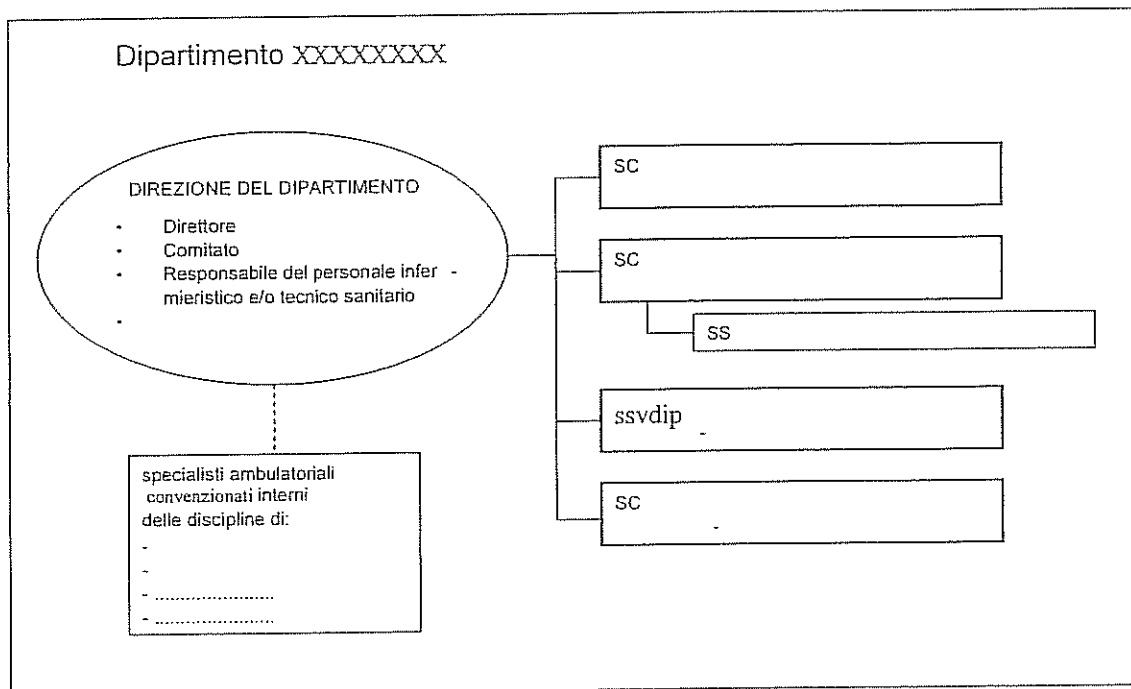 Dipartimento XXXXXXXX
DIREZIONE DEL DIPARTIMENTO
- Direttore
- Comitato
- Responsabile del personale infer -
mieristico e/o tecnico sanitario
-
specialisti ambulatoriali
convenzionati interni
delle discipline di:
-
-
- ......................
- ......................
SC
SC
SS
ssvdip
-
SC
-